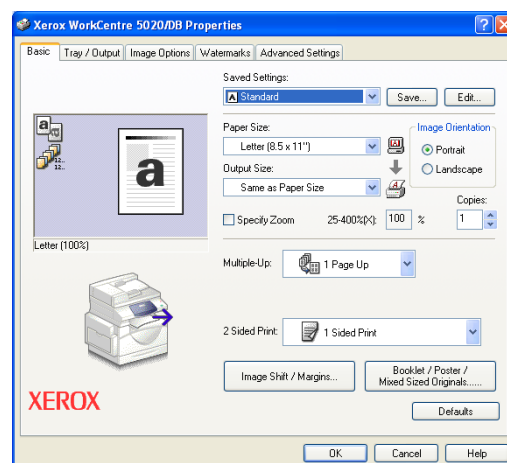 Xerox WorkCentre 5020/DB Properties
Basic Tray / Output Image Options Watermarks Advanced Settings
Saved Settings:
A Standard Save... Edit...
Paper Size:
Letter (8.5 x 11")
Image Orientation
Portrait
Landscape
Output Size:
Same as Paper Size
Copies:
Specify Zoom 25-400%(X): 100 % 1
a
a
12..
12..
Letter (100%)
Multiple-Up: 1 Page Up
2 Sided Print: 1 Sided Print
Image Shift / Margins...
Booklet / Poster /
Mixed Sized Originals......
XEROX
Defaults
OK Cancel Help